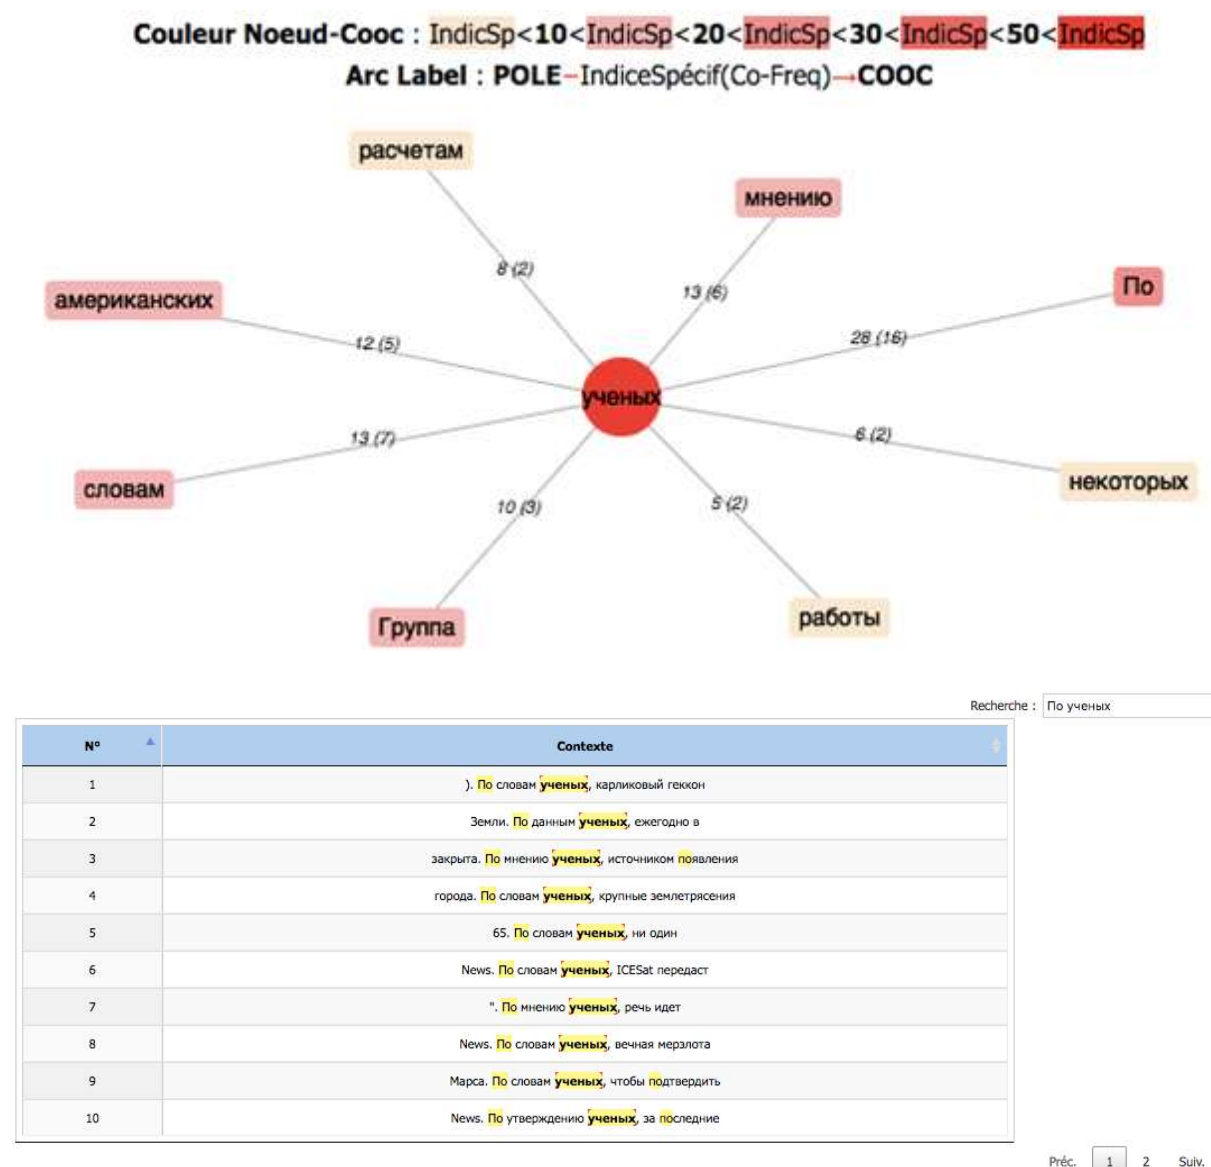 Couleur Noeud-Cooc : IndicSp<10<IndicSp<20<IndicSp<30<IndicSp<50<IndicSp
Arc Label : POLE–IndiceSpécif(Co-Freq)→COOC
расчетам
мнению
По
американских
8 (2)
13 (6)
28 (16)
12 (5)
ученых
13 (7)
6 (2)
словам
некоторых
10 (3)
5 (2)
Группа
работы
Recherche : По ученых
N° Contexte
1 ). По словам ученых, карликовый геккон
2 Земли. По данным ученых, ежегодно в
3 закрыта. По мнению ученых, источником появления
4 города. По словам ученых, крупные землетрясения
5 65. По словам ученых, ни один
6 News. По словам ученых, ICESat передаст
7 ". По мнению ученых, речь идет
8 News. По словам ученых, вечная мерзлота
9 Марса. По словам ученых, чтобы подтвердить
10 News. По утверждению ученых, за последние
Préc. 1 2 Suiv.